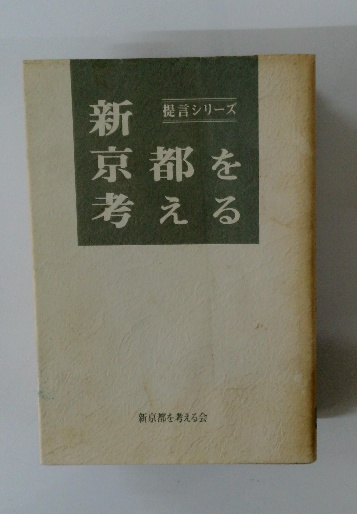 新
提言シリーズ
京都を
考える
新京都を考える会